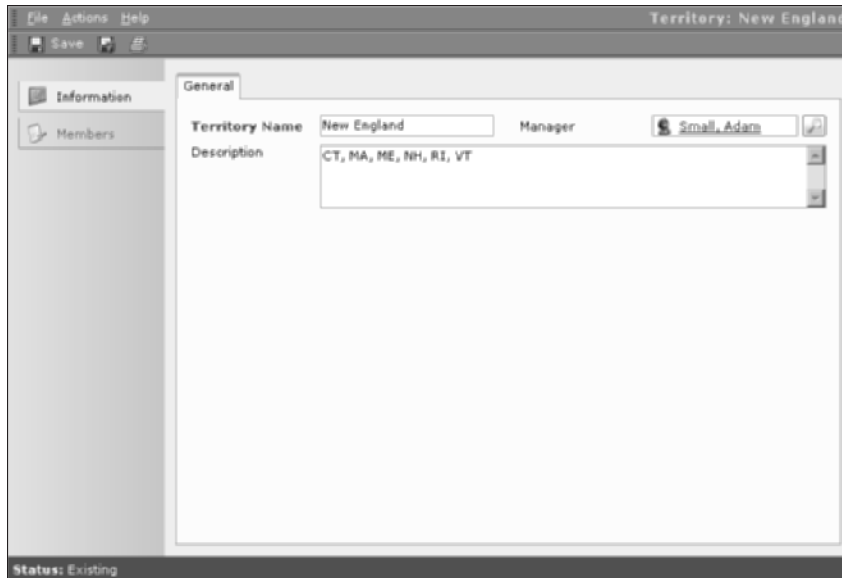 File Actions Help
Territory: New England
Save
Information
Members
General
Territory Name New England Manager Small, Adam
Description CT, MA, ME, NH, RI, VT
Status: Existing